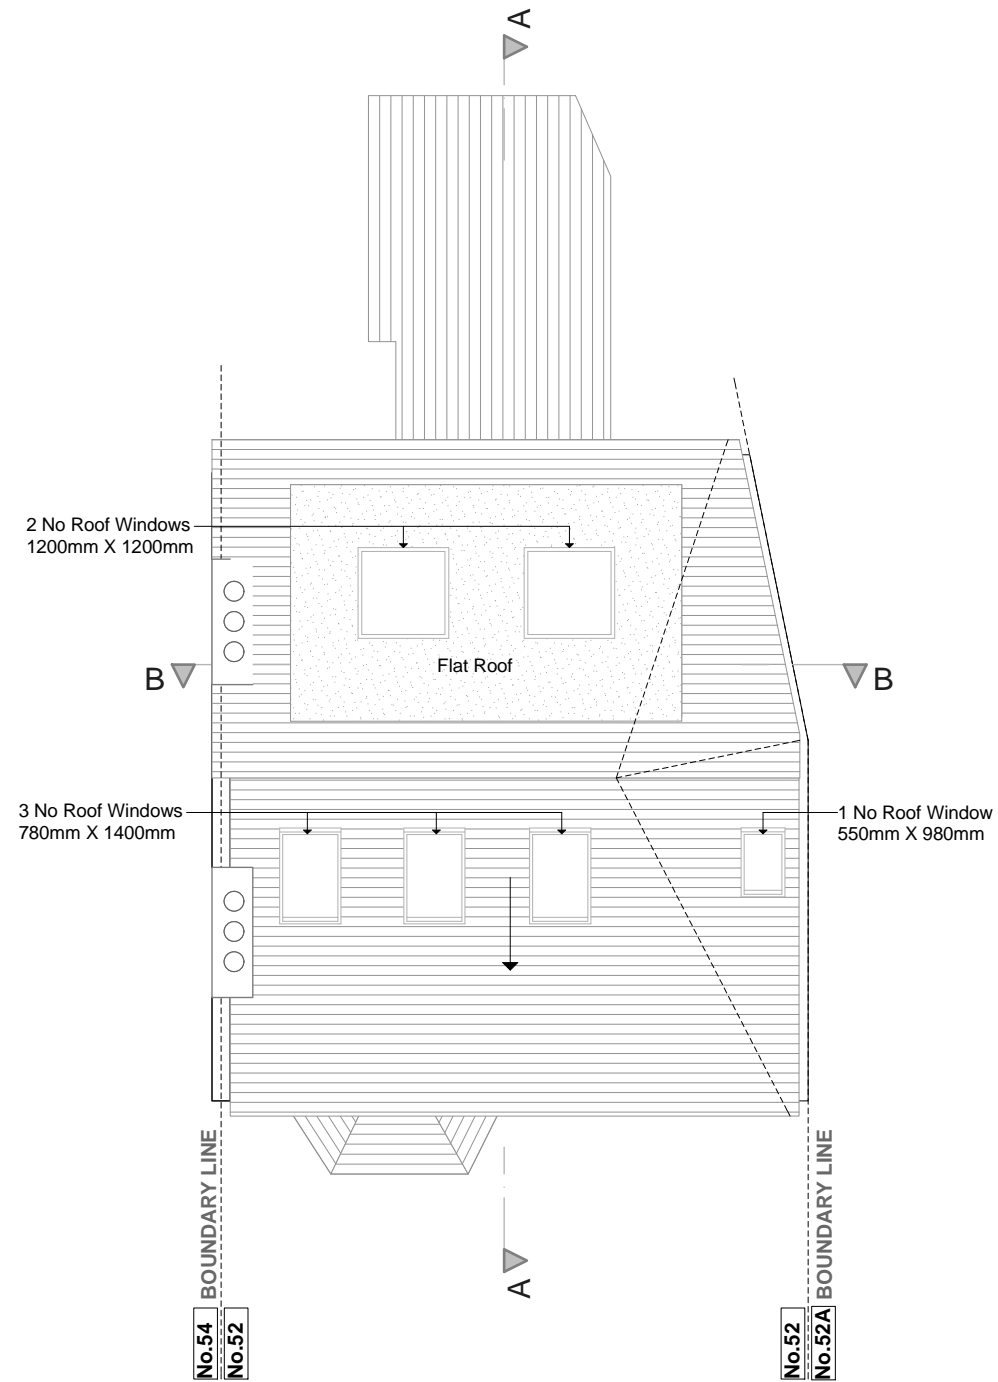 A
2 No Roof Windows
1200mm X 1200mm
Flat Roof
B
B
3 No Roof Windows
780mm X 1400mm
1 No Roof Window
550mm X 980mm
BOUNDARY LINE
BOUNDARY LINE
A
No.54
No.52
No.52
No.52A